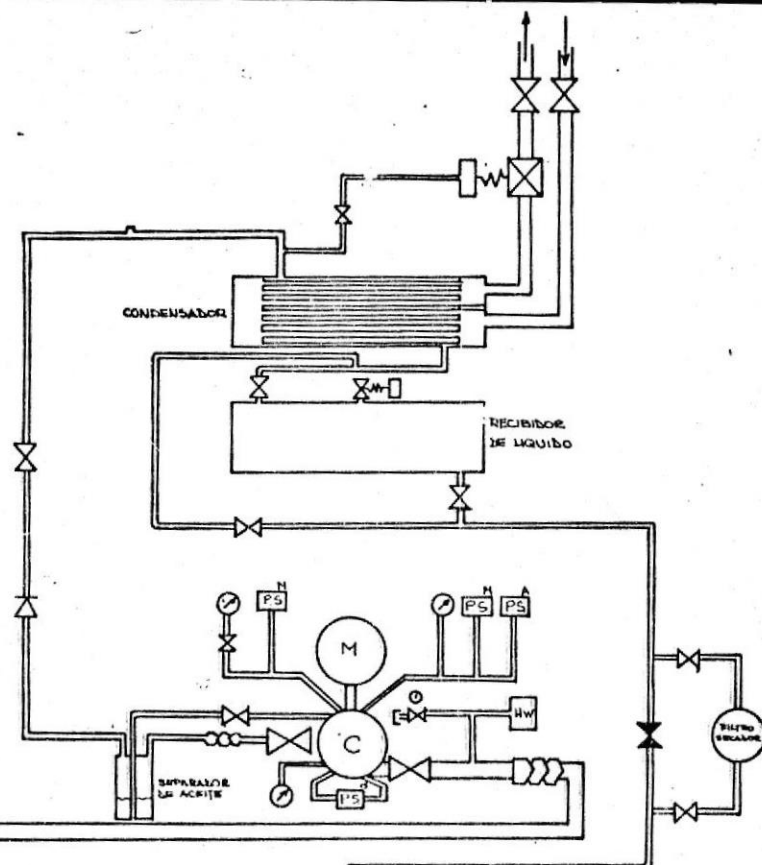 CONDENSADOR
RECIBIDOR
DE LIQUIDO
N
PS
M
PS
A
PS
M
C
HW
FILTRO
SECADOR
SEPARADOR
DE ACEITE
PS